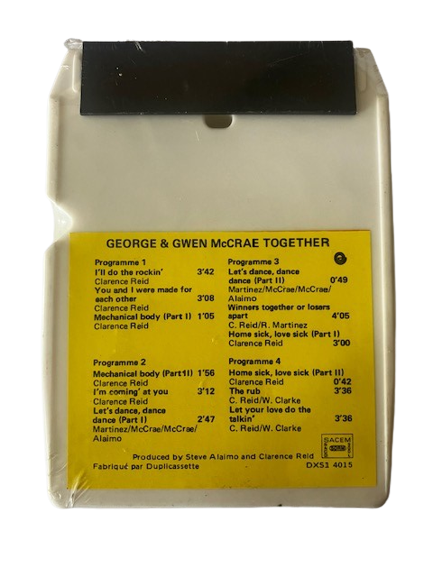 GEORGE & GWEN McCRAE TOGETHER
Programme 1
I'll do the rockin' 3'42
Clarence Reid
You and I were made for
each other 3'08
Clarence Reid
Mechanical body (Part I) 1'05
Clarence Reid
Programme 2
Mechanical body (Part II) 1'56
Clarence Reid
I'm coming' at you 3'12
Clarence Reid
Let's dance, dance
dance (Part I) 2'47
Martinez/McCrae/McCrae/
Alaimo
Programme 3
Let's dance, dance
dance (Part II) 0'49
Martinez/McCrae/McCrae/
Alaimo
Winners together or losers
apart 4'05
C. Reid/R. Martinez
Home sick, love sick (Part I)
Clarence Reid 3'00
Programme 4
Home sick, love sick (Part II)
Clarence Reid 0'42
The rub 3'36
C. Reid/W. Clarke
Let your love do the
talkin' 3'36
C. Reid/W. Clarke
SACEM
Produced by Steve Alaimo and Clarence Reid
Fabriqué par Duplicassette
DXS1 4015